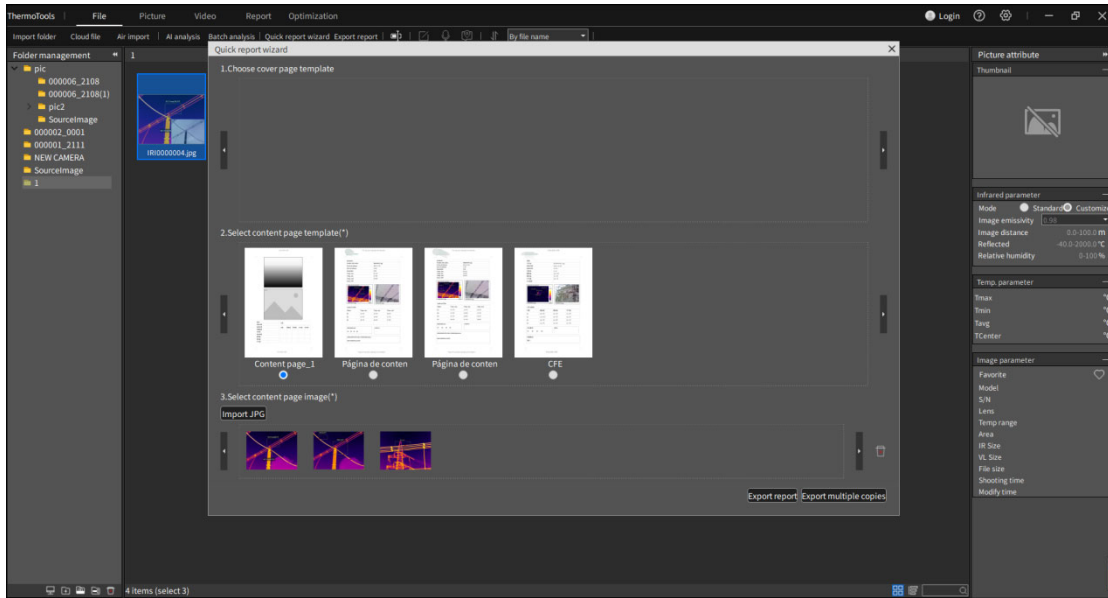 ThermoTools File Picture Video Report Optimization Login
Import folder Cloud file Air import AI analysis Batch analysis Quick report wizard Export report By file name
Folder management
pic
000006_2108
000006_2108(1)
pic2
SourceImage
000002_0001
000001_2111
NEW CAMERA
SourceImage
1
1
IRI0000004.jpg
Quick report wizard
1.Choose cover page template
2.Select content page template(*)
Content page_1 Página de conten Página de conten CFE
3.Select content page image(*)
Import JPG
Export report Export multiple copies
4 items (select 3)
Picture attribute
Thumbnail
Infrared parameter
Mode Standard Customiz
Image emissivity 0.98
Image distance 0.0-100.0 m
Reflected -40.0-2000.0 °C
Relative humidity 0-100 %
Temp. parameter
Tmax
Tmin
Tavg
TCenter
Image parameter
Favorite
Model
S/N
Lens
Temp range
Area
IR Size
VL Size
File size
Shooting time
Modify time